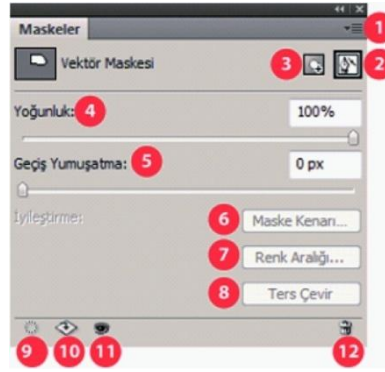 Maskeler
1
Vektör Maskesi 3 2
Yoğunluk: 4 100%
Geçiş Yumuşatma: 5 0 px
İyileştirme: 6 Maske Kenarı...
7 Renk Aralığı...
8 Ters Çevir
9 10 11 12